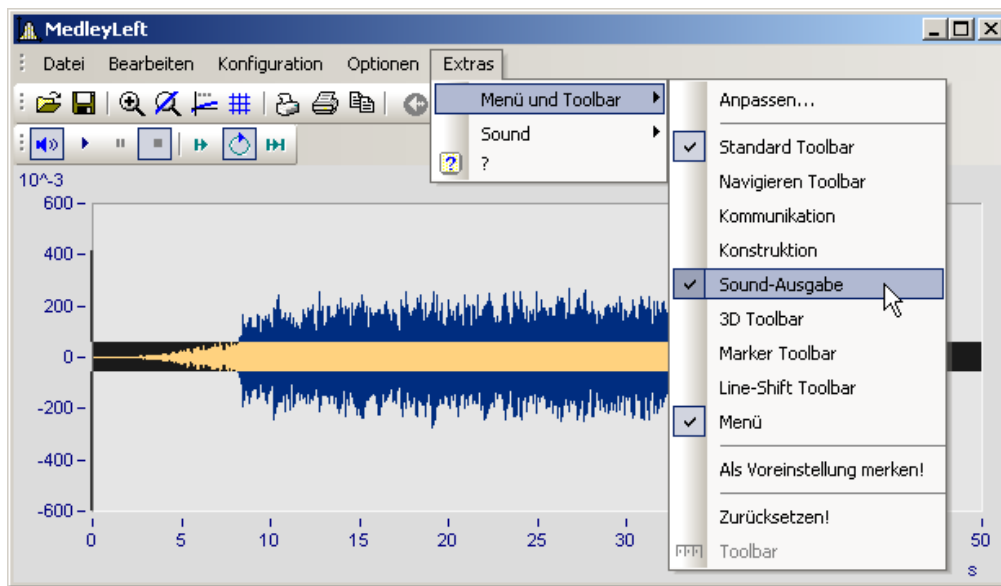 MedleyLeft
Datei Bearbeiten Konfiguration Optionen Extras
Menü und Toolbar
Sound
?
Anpassen...
Standard Toolbar
Navigieren Toolbar
Kommunikation
Konstruktion
Sound-Ausgabe
3D Toolbar
Marker Toolbar
Line-Shift Toolbar
Menü
Als Voreinstellung merken!
Zurücksetzen!
Toolbar
10^-3
600
400
200
0
-200
-400
-600
0 5 10 15 20 25 30 50
s